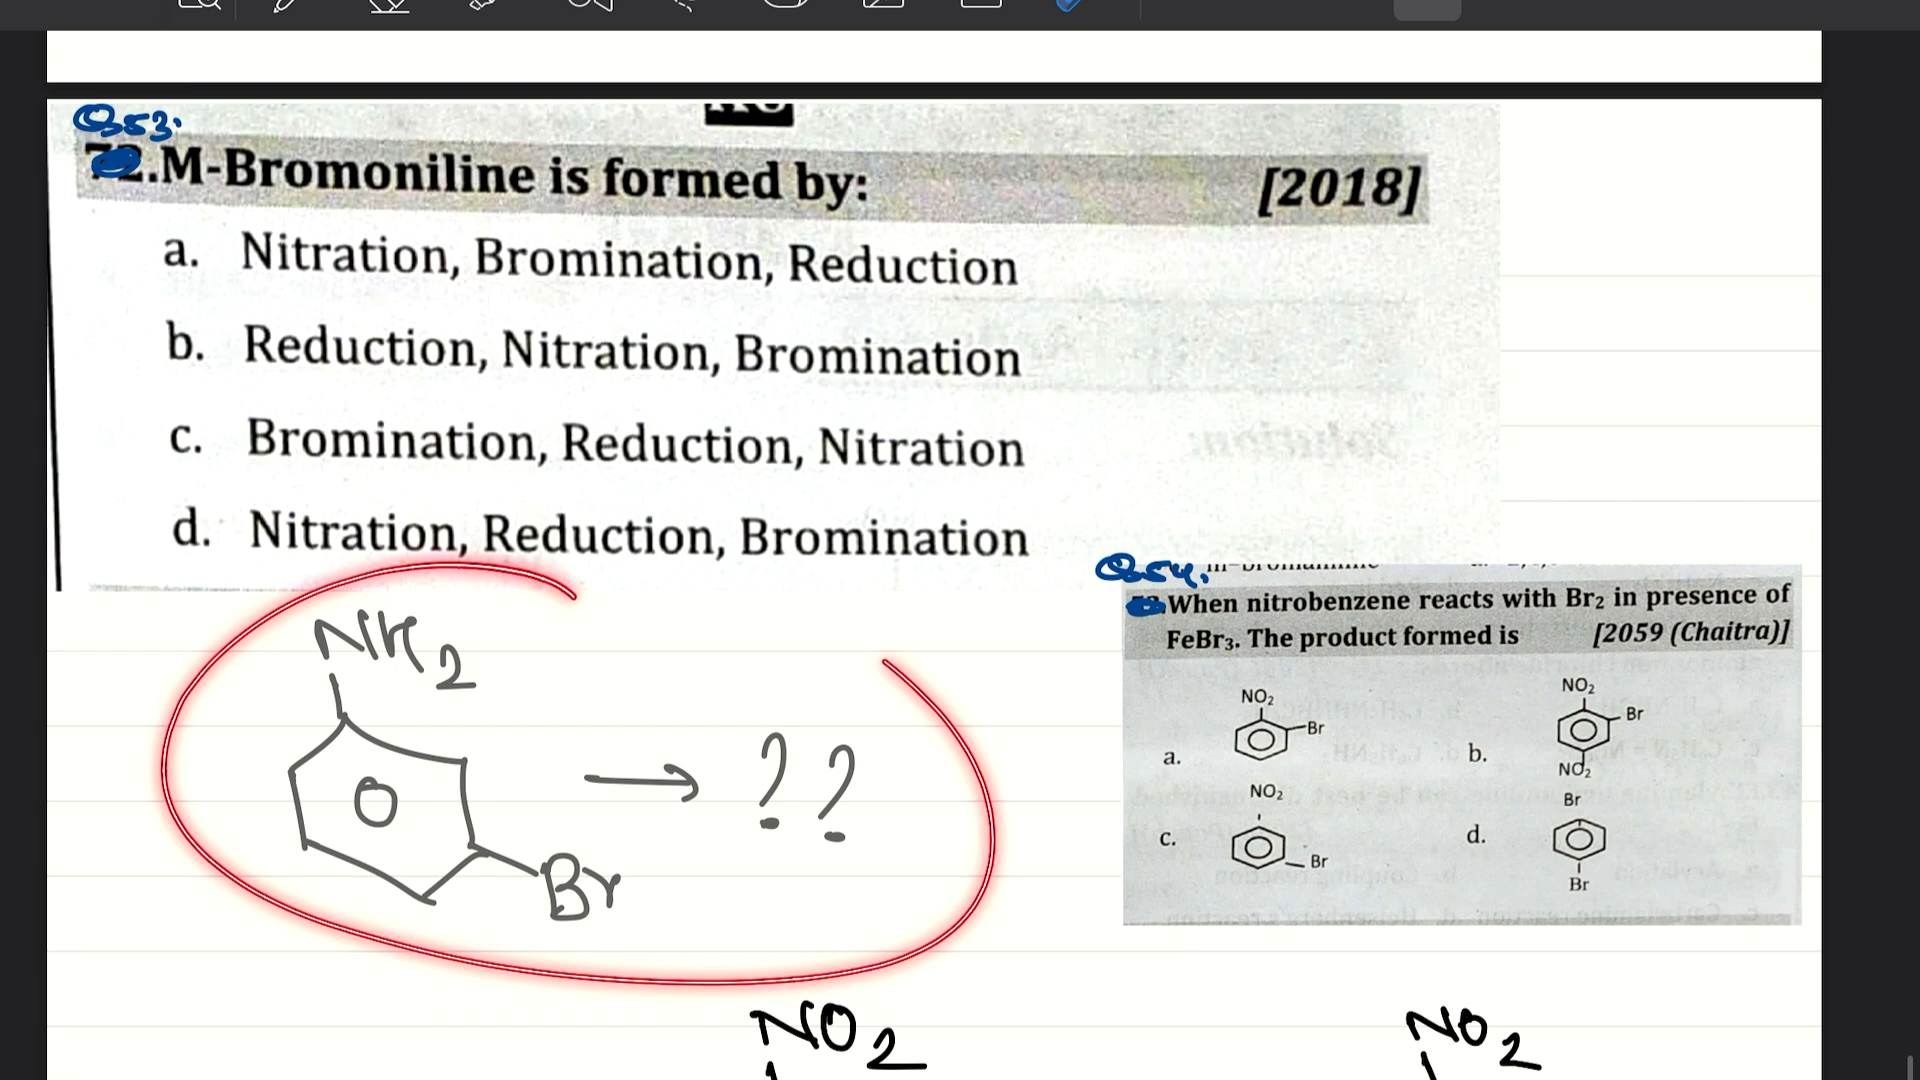 Q53.
.M-Bromoniline is formed by: [2018]
a. Nitration, Bromination, Reduction
b. Reduction, Nitration, Bromination
c. Bromination, Reduction, Nitration
d. Nitration, Reduction, Bromination
NH2
Br
→ ??
Q54.
When nitrobenzene reacts with Br₂ in presence of
FeBr₃. The product formed is [2059 (Chaitra)]
a. NO₂ Br
b. NO₂ Br NO₂
c. NO₂ Br
d. Br Br
NO2
NO2